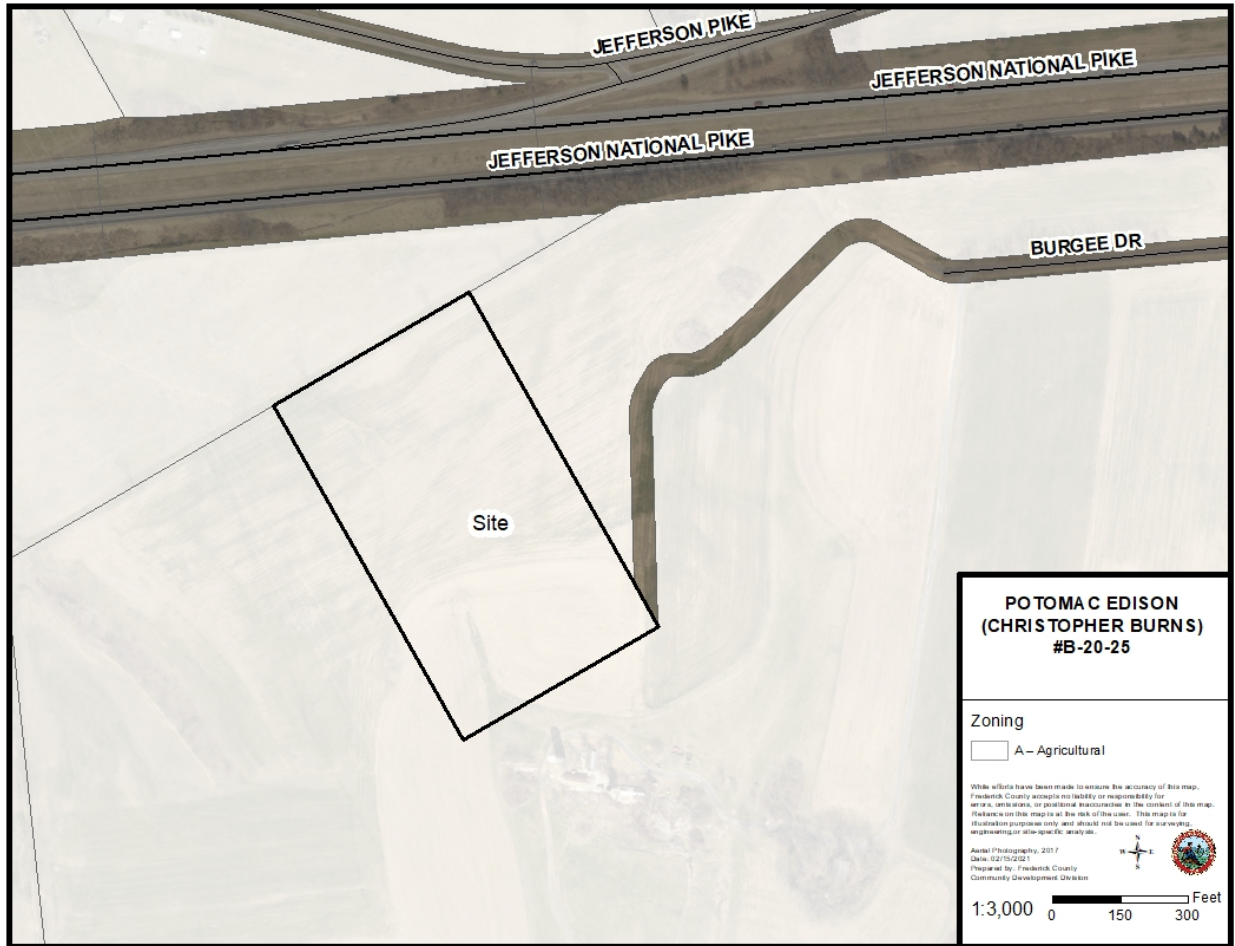 JEFFERSON PIKE
JEFFERSON NATIONAL PIKE
JEFFERSON NATIONAL PIKE
BURGEE DR
Site
POTOMAC EDISON
(CHRISTOPHER BURNS)
#B-20-25
Zoning
A – Agricultural
While efforts have been made to ensure the accuracy of this map,
Frederick County accepts no liability or responsibility for
errors, omissions, or positional inaccuracies in the content of this map.
Reliance on this map is at the risk of the user. This map is for
illustration purposes only and should not be used for surveying,
engineering, or site-specific analysis.
Aerial Photography, 2017
Date: 02/15/2021
Prepared by: Frederick County
Community Development Division
N
W E
S
1:3,000
Feet
0 150 300